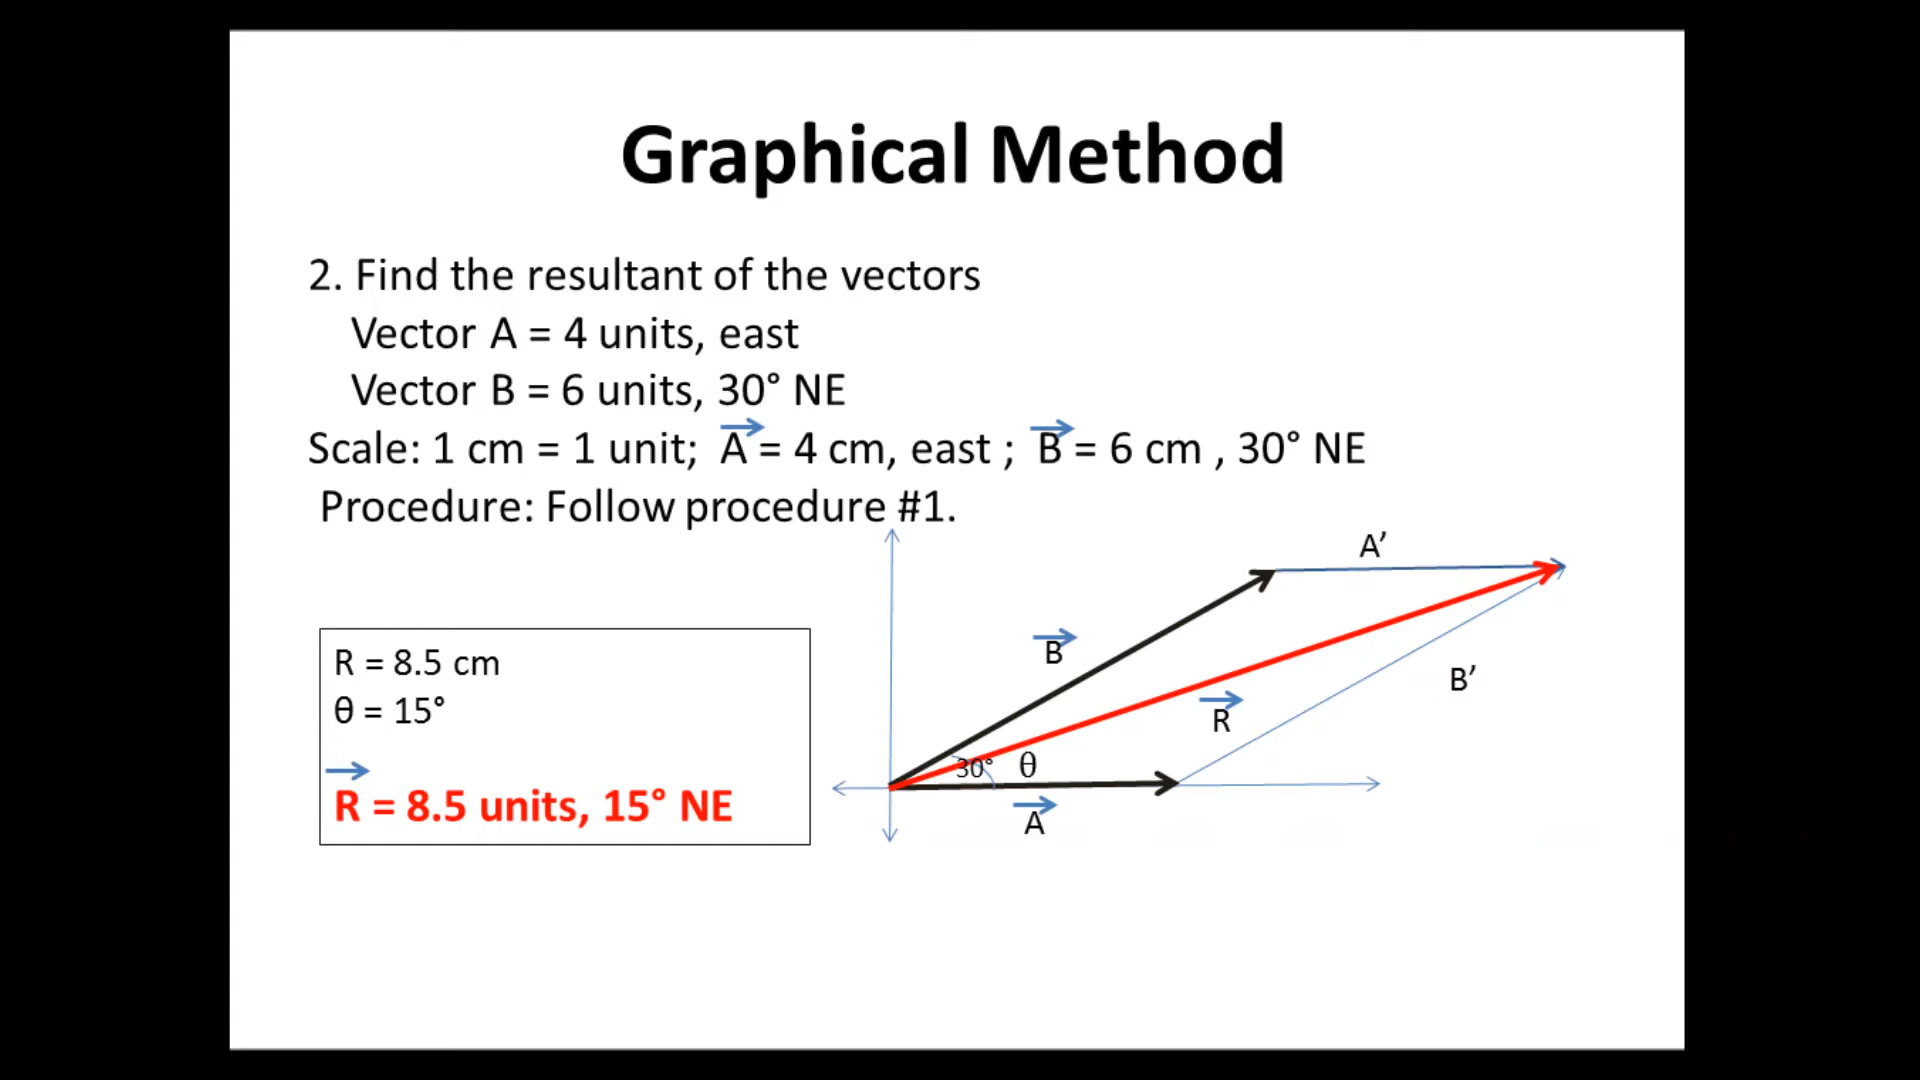 Graphical Method
2. Find the resultant of the vectors
Vector A = 4 units, east
Vector B = 6 units, 30° NE
Scale: 1 cm = 1 unit; A = 4 cm, east ; B = 6 cm , 30° NE
Procedure: Follow procedure #1.
A’
B
B’
R
30° θ
A
R = 8.5 cm
θ = 15°
R = 8.5 units, 15° NE